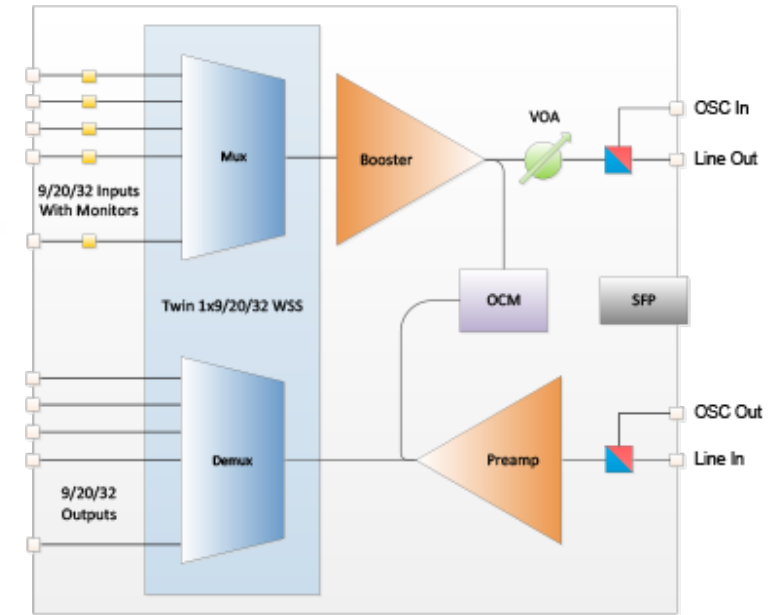 VOA
OSC In
Line Out
Mux
Booster
9/20/32 Inputs
With Monitors
Twin 1x9/20/32 WSS
OCM
SFP
OSC Out
Line In
Demux
Preamp
9/20/32
Outputs